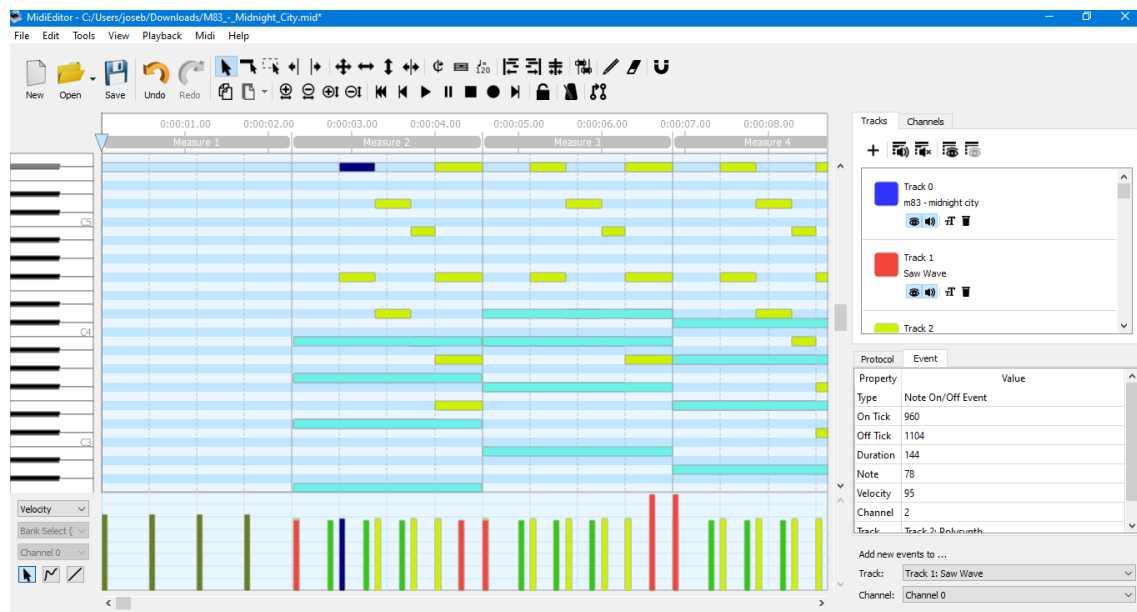 MidiEditor - C:/Users/joseb/Downloads/M83_-_Midnight_City.mid*
File Edit Tools View Playback Midi Help
New Open Save Undo Redo
120
0:00:01.00 0:00:02.00 0:00:03.00 0:00:04.00 0:00:05.00 0:00:06.00 0:00:07.00 0:00:08.00
Measure 1 Measure 2 Measure 3 Measure 4
C5
C4
C3
Velocity
Bank Select (
Channel 0
Tracks Channels
Track 0
m83 - midnight city
Track 1
Saw Wave
Track 2
Protocol Event
Property Value
Type Note On/Off Event
On Tick 960
Off Tick 1104
Duration 144
Note 78
Velocity 95
Channel 2
Track Track 2: Polysynth
Add new events to ...
Track: Track 1: Saw Wave
Channel: Channel 0